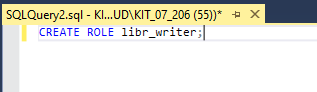 SQLQuery2.sql - KI...UD\KIT_07_206 (55))*
CREATE ROLE libr_writer;